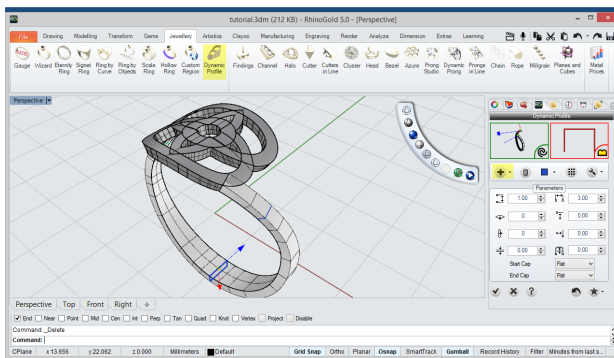 tutorial.3dm (212 KB) - RhinoGold 5.0 - [Perspective]
File Drawing Modelling Transform Gems Jewellery Artistics Clayoo Manufacturing Engraving Render Analyze Dimension Extras Learning
Gauge Wizard Eternity Ring Signet Ring Ring by Curve Ring by Objects Scale Ring Hollow Ring Custom Region Dynamic Profile Findings Channel Halo Cutter Cutters in Line Cluster Head Bezel Azure Prong Studio Dynamic Prong Prongs in Line Chain Rope Millgrain Planes and Cubes Metal Prices
Perspective
Dynamic Profile
Parameters
1.00 3.00
0 0.00
0 0.00
0.00 0.00
Start Cap Flat
End Cap Flat
Perspective Top Front Right
End Near Point Mid Cen Int Perp Tan Quad Knot Vertex Project Disable
Command: _Delete
Command:
CPlane x 13.656 y 22.062 z 0.000 Millimeters Default Grid Snap Ortho Planar Osnap SmartTrack Gumball Record History Filter Minutes from last s...